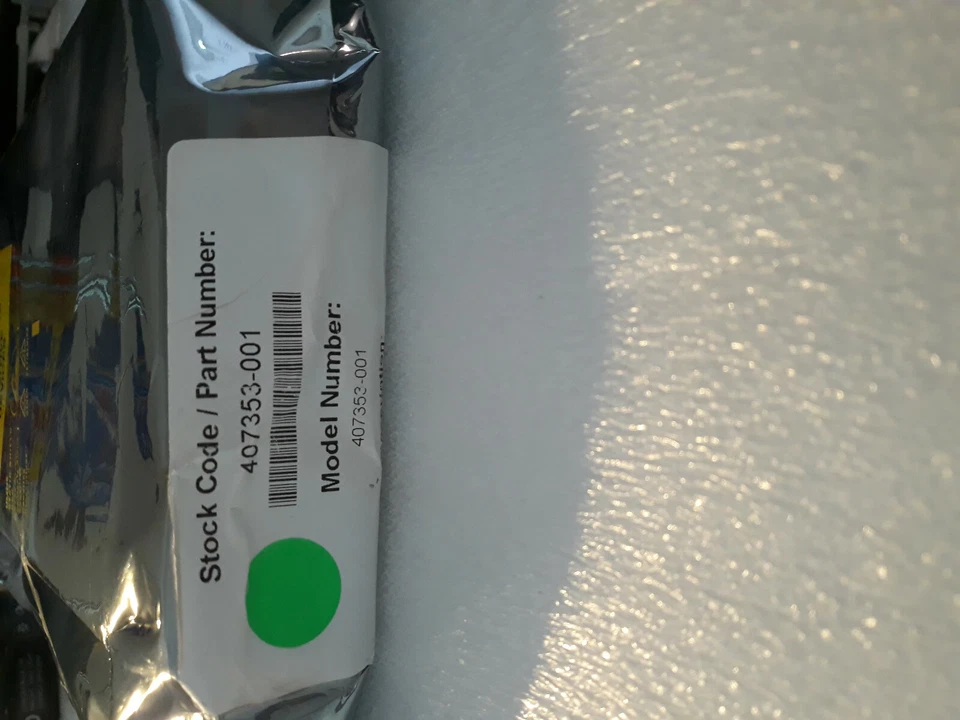 Stock Code / Part Number:
407353-001
Model Number:
407353-001